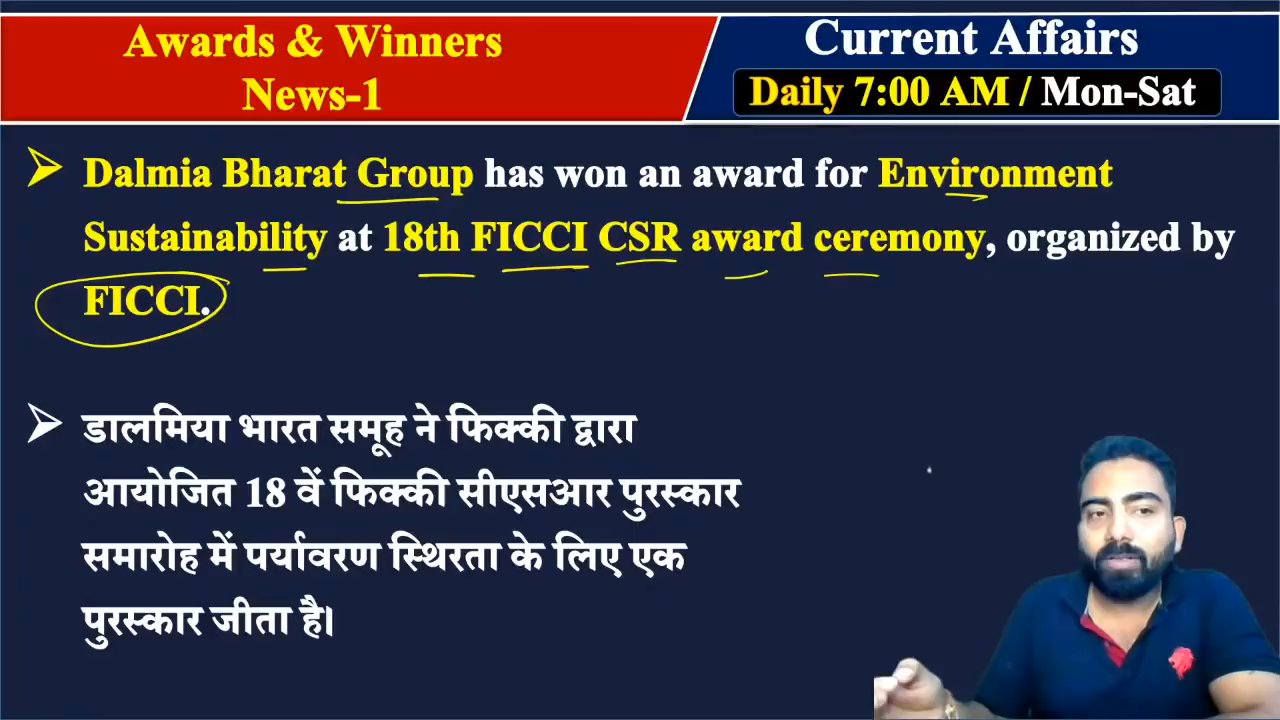 Awards & Winners
News-1
Current Affairs
Daily 7:00 AM / Mon-Sat
Dalmia Bharat Group has won an award for Environment
Sustainability at 18th FICCI CSR award ceremony, organized by
FICCI.
डालमिया भारत समूह ने फिक्की द्वारा
आयोजित 18 वें फिक्की सीएसआर पुरस्कार
समारोह में पर्यावरण स्थिरता के लिए एक
पुरस्कार जीता है।